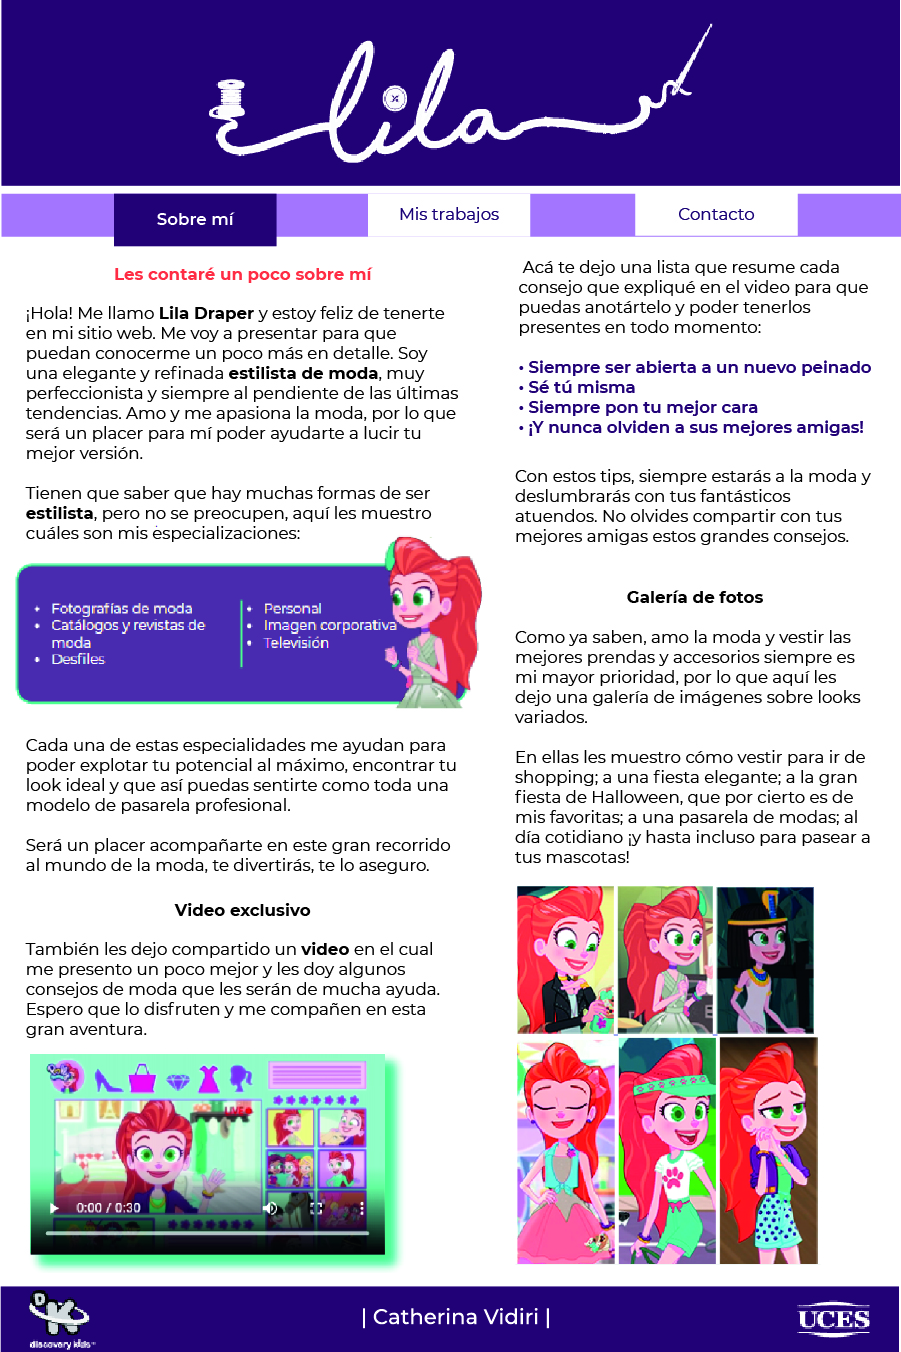 lila
Sobre mí
Mis trabajos
Contacto
Les contaré un poco sobre mí
¡Hola! Me llamo Lila Draper y estoy feliz de tenerte
en mi sitio web. Me voy a presentar para que
puedan conocerme un poco más en detalle. Soy
una elegante y refinada estilista de moda, muy
perfeccionista y siempre al pendiente de las últimas
tendencias. Amo y me apasiona la moda, por lo que
será un placer para mí poder ayudarte a lucir tu
mejor versión.
Tienen que saber que hay muchas formas de ser
estilista, pero no se preocupen, aquí les muestro
cuáles son mis especializaciones:
• Fotografías de moda
• Catálogos y revistas de
moda
• Desfiles
• Personal
• Imagen corporativa
• Televisión
Cada una de estas especialidades me ayudan para
poder explotar tu potencial al máximo, encontrar tu
look ideal y que así puedas sentirte como toda una
modelo de pasarela profesional.
Será un placer acompañarte en este gran recorrido
al mundo de la moda, te divertirás, te lo aseguro.
Video exclusivo
También les dejo compartido un video en el cual
me presento un poco mejor y les doy algunos
consejos de moda que les serán de mucha ayuda.
Espero que lo disfruten y me compañen en esta
gran aventura.
LIVE
0:00 / 0:30
Acá te dejo una lista que resume cada
consejo que expliqué en el video para que
puedas anotártelo y poder tenerlos
presentes en todo momento:
• Siempre ser abierta a un nuevo peinado
• Sé tú misma
• Siempre pon tu mejor cara
• ¡Y nunca olviden a sus mejores amigas!
Con estos tips, siempre estarás a la moda y
deslumbrarás con tus fantásticos
atuendos. No olvides compartir con tus
mejores amigas estos grandes consejos.
Galería de fotos
Como ya saben, amo la moda y vestir las
mejores prendas y accesorios siempre es
mi mayor prioridad, por lo que aquí les
dejo una galería de imágenes sobre looks
variados.
En ellas les muestro cómo vestir para ir de
shopping; a una fiesta elegante; a la gran
fiesta de Halloween, que por cierto es de
mis favoritas; a una pasarela de modas; al
día cotidiano ¡y hasta incluso para pasear a
tus mascotas!
DK
discovery kids™
| Catherina Vidiri |
UCES